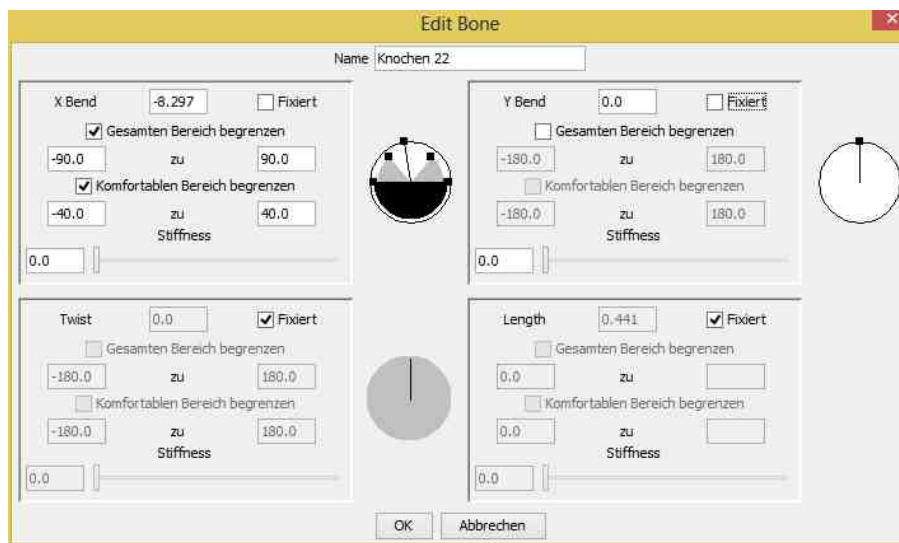 Edit Bone
Name Knochen 22
X Bend -8.297 Fixiert
Gesamten Bereich begrenzen
-90.0 zu 90.0
Komfortablen Bereich begrenzen
-40.0 zu 40.0
Stiffness
0.0
Y Bend 0.0 Fixiert
Gesamten Bereich begrenzen
-180.0 zu 180.0
Komfortablen Bereich begrenzen
-180.0 zu 180.0
Stiffness
0.0
Twist 0.0 Fixiert
Gesamten Bereich begrenzen
-180.0 zu 180.0
Komfortablen Bereich begrenzen
-180.0 zu 180.0
Stiffness
0.0
Length 0.441 Fixiert
Gesamten Bereich begrenzen
0.0 zu
Komfortablen Bereich begrenzen
0.0 zu
Stiffness
0.0
OK Abbrechen